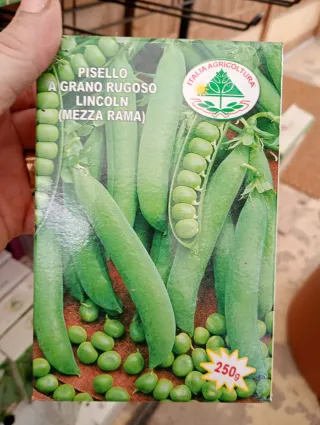 PISELLO
A GRANO RUGOSO
LINCOLN
(MEZZA RAMA)
ITALIA AGRICOLTURA
250g